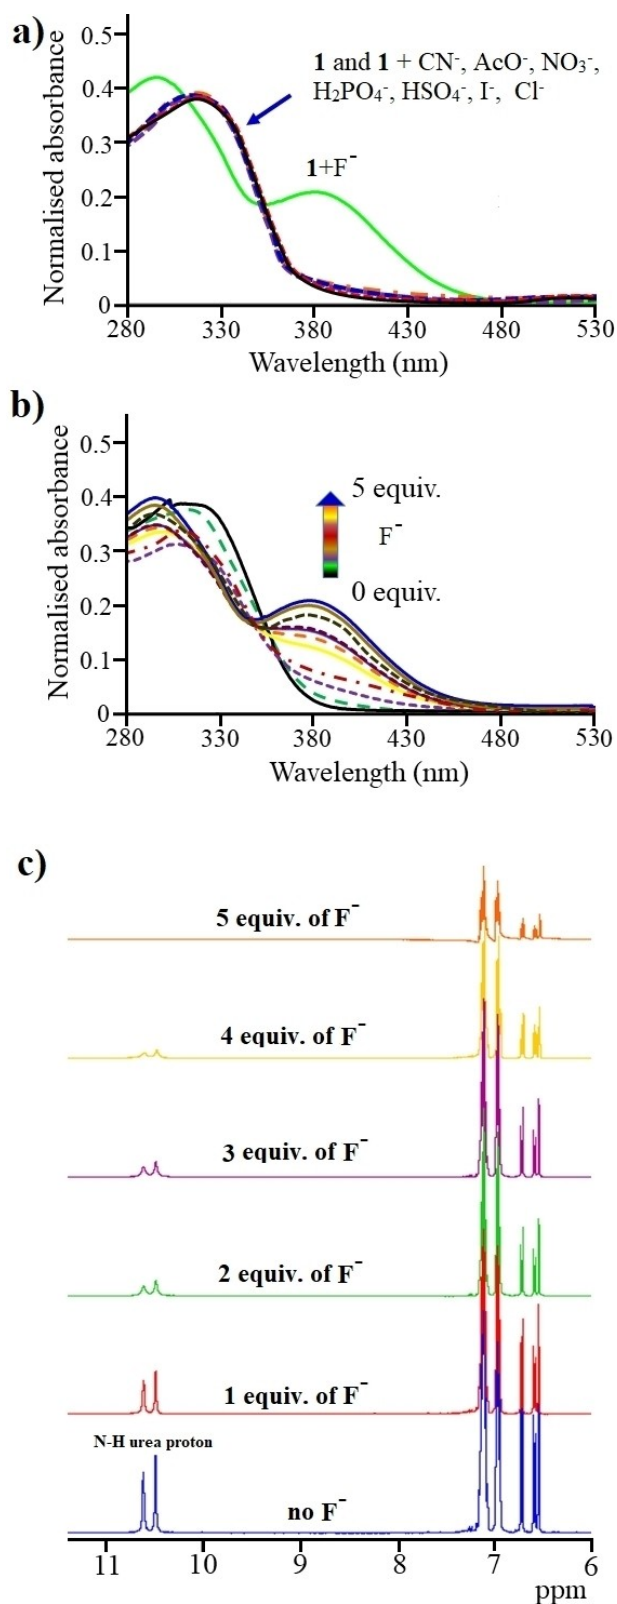 a)
Normalised absorbance
0.5
0.4
0.3
0.2
0.1
0
1 and 1 + CN⁻, AcO⁻, NO₃⁻,
H₂PO₄⁻, HSO₄⁻, I⁻, Cl⁻
1+F⁻
280 330 380 430 480 530
Wavelength (nm)
b)
Normalised absorbance
0.5
0.4
0.3
0.2
0.1
0
5 equiv.
F⁻
0 equiv.
280 330 380 430 480 530
Wavelength (nm)
c)
5 equiv. of F⁻
4 equiv. of F⁻
3 equiv. of F⁻
2 equiv. of F⁻
1 equiv. of F⁻
N-H urea proton
no F⁻
11 10 9 8 7 6
ppm